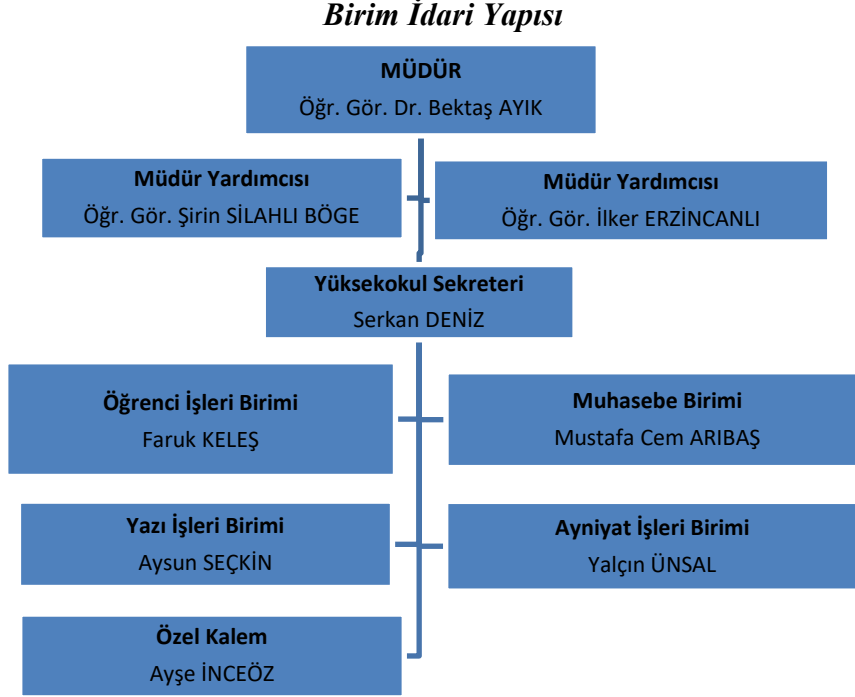 Birim İdari Yapısı
MÜDÜR
Öğr. Gör. Dr. Bektaş AYIK
Müdür Yardımcısı
Öğr. Gör. Şirin SİLAHLI BÖGE
Müdür Yardımcısı
Öğr. Gör. İlker ERZİNCANLI
Yüksekokul Sekreteri
Serkan DENİZ
Öğrenci İşleri Birimi
Faruk KELEŞ
Muhasebe Birimi
Mustafa Cem ARIBAŞ
Yazı İşleri Birimi
Aysun SEÇKİN
Ayniyat İşleri Birimi
Yalçın ÜNSAL
Özel Kalem
Ayşe İNCEÖZ